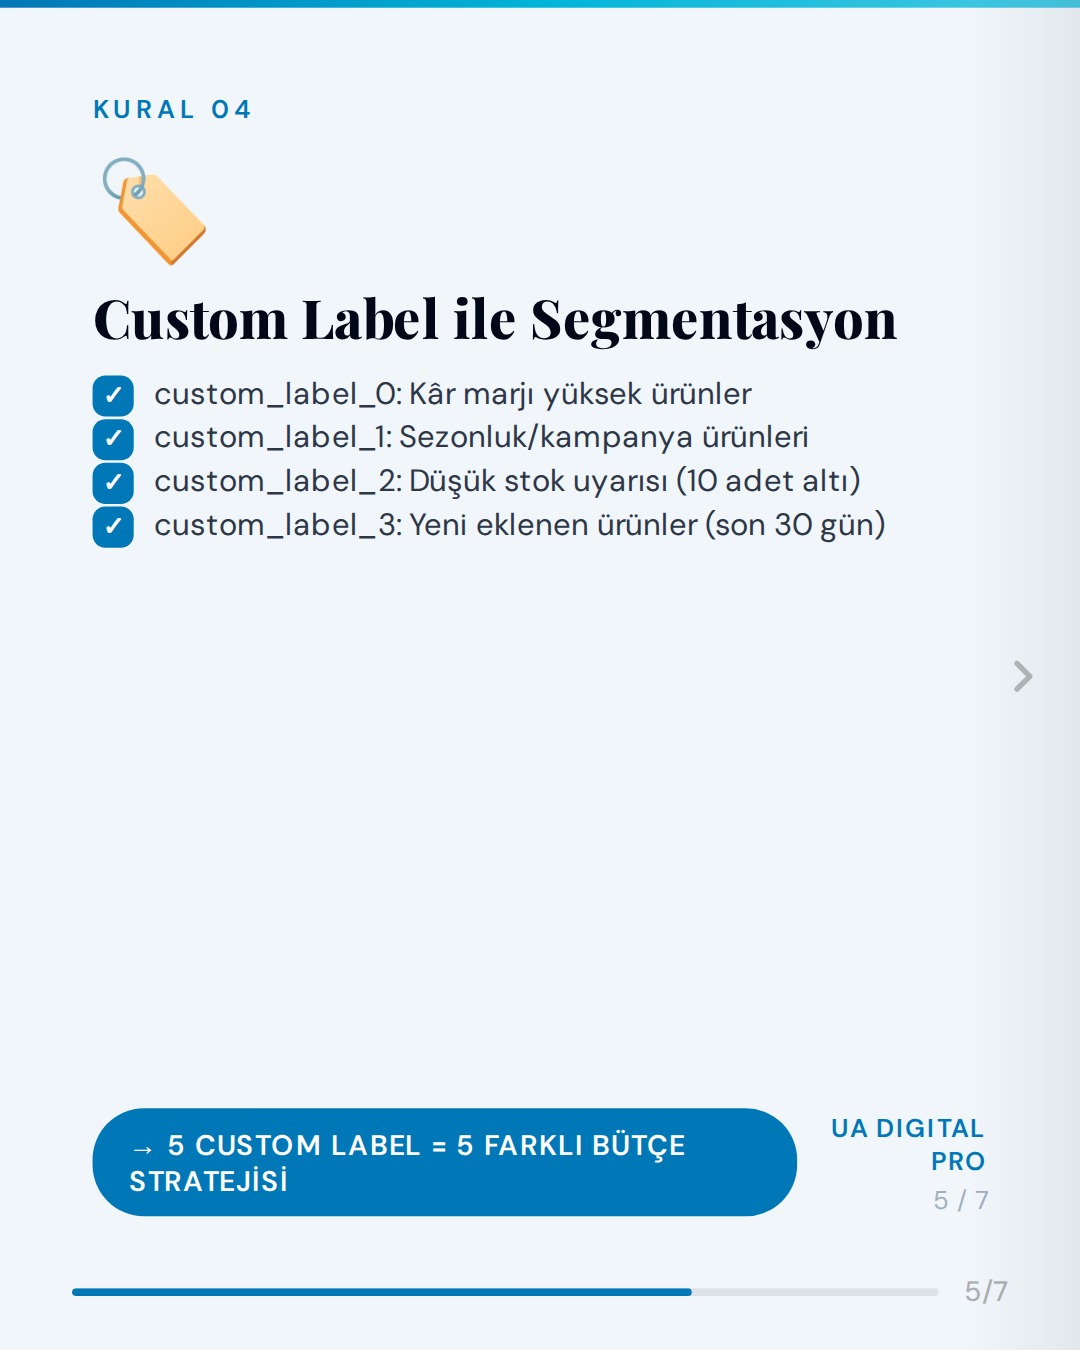 KURAL 04
Custom Label ile Segmentasyon
✓ custom_label_0: Kâr marjı yüksek ürünler
✓ custom_label_1: Sezonluk/kampanya ürünleri
✓ custom_label_2: Düşük stok uyarısı (10 adet altı)
✓ custom_label_3: Yeni eklenen ürünler (son 30 gün)
→ 5 CUSTOM LABEL = 5 FARKLI BÜTÇE
STRATEJİSİ
UA DIGITAL
PRO
5 / 7
5/7